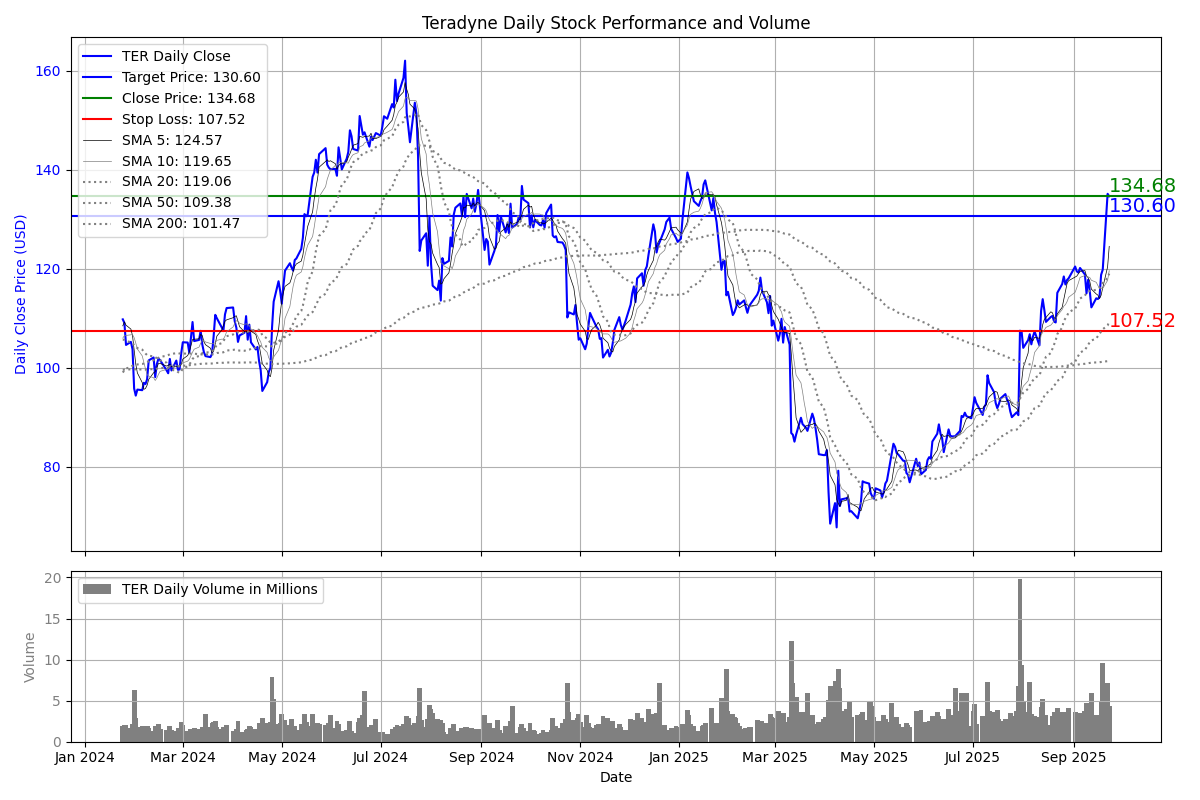 Teradyne Daily Stock Performance and Volume
TER Daily Close
Target Price: 130.60
Close Price: 134.68
Stop Loss: 107.52
SMA 5: 124.57
SMA 10: 119.65
SMA 20: 119.06
SMA 50: 109.38
SMA 200: 101.47
160
140
120
100
80
Daily Close Price (USD)
134.68
130.60
107.52
TER Daily Volume in Millions
20
15
10
5
0
Volume
Jan 2024 Mar 2024 May 2024 Jul 2024 Sep 2024 Nov 2024 Jan 2025 Mar 2025 May 2025 Jul 2025 Sep 2025
Date